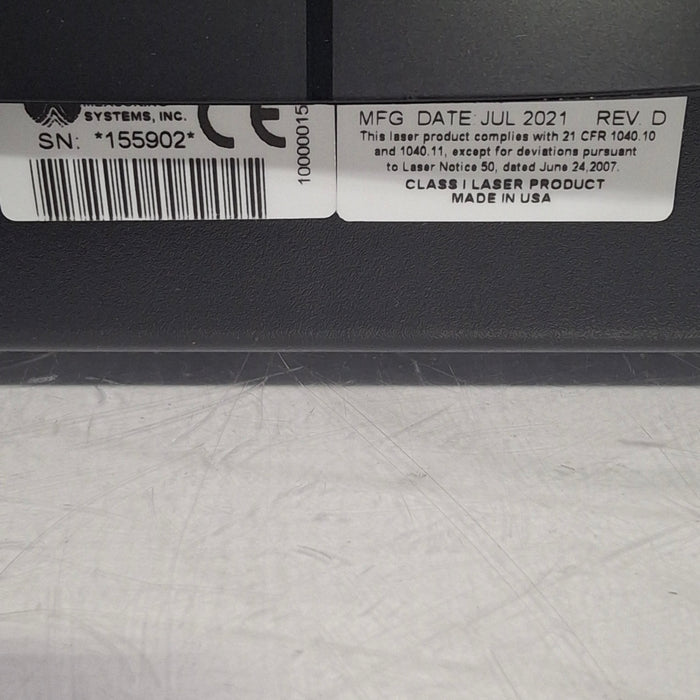 SYSTEMS, INC.
SN: *155902*
CE
10000015
MFG DATE: JUL 2021 REV. D
This laser product complies with 21 CFR 1040.10
and 1040.11, except for deviations pursuant
to Laser Notice 50, dated June 24,2007.
CLASS I LASER PRODUCT
MADE IN USA